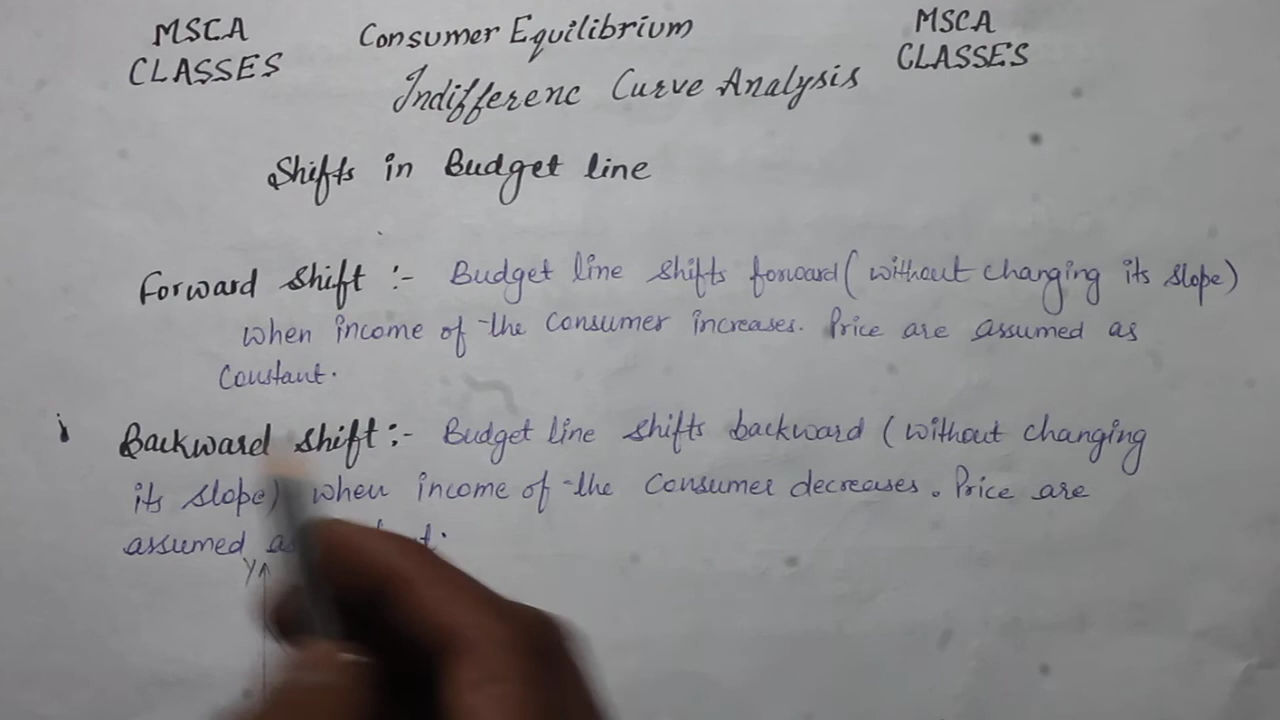 MSCA
CLASSES
Consumer Equilibrium
Indifferenc Curve Analysis
MSCA
CLASSES
Shifts in Budget line
Forward Shift :- Budget line shifts forward ( without changing its slope)
when income of the consumer increases. Price are assumed as
constant.
Backward shift :- Budget line shifts backward ( without changing
its slope) when income of the consumer decreases. Price are
assumed
Y